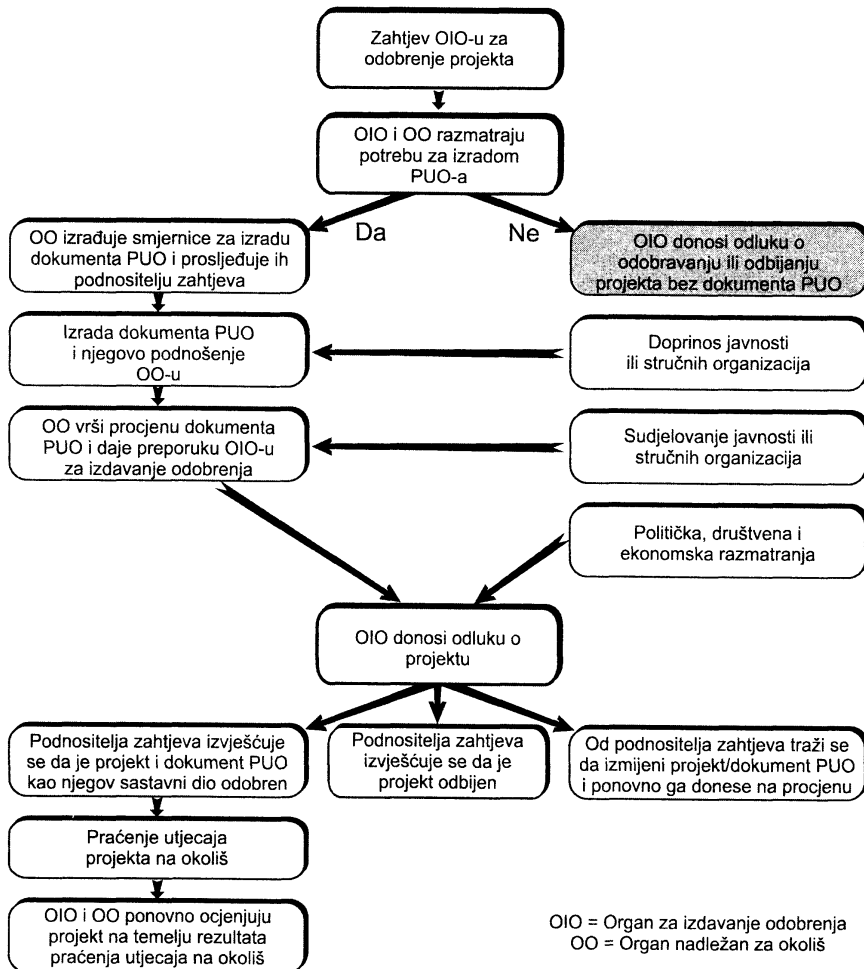 Zahtjev OIO-u za
odobrenje projekta
OIO i OO razmatraju
potrebu za izradom
PUO-a
Da
Ne
OO izrađuje smjernice za izradu
dokumenta PUO i prosljeđuje ih
podnositelju zahtjeva
OIO donosi odluku o
odobravanju ili odbijanju
projekta bez dokumenta PUO
Izrada dokumenta PUO
i njegovo podnošenje
OO-u
Doprinos javnosti
ili stručnih organizacija
OO vrši procjenu dokumenta
PUO i daje preporuku OIO-u
za izdavanje odobrenja
Sudjelovanje javnosti ili
stručnih organizacija
Politička, društvena i
ekonomska razmatranja
OIO donosi odluku o
projektu
Podnositelja zahtjeva izvješćuje
se da je projekt i dokument PUO
kao njegov sastavni dio odobren
Podnositelja zahtjeva
izvješćuje se da je
projekt odbijen
Od podnositelja zahtjeva traži se
da izmijeni projekt/dokument PUO
i ponovno ga donese na procjenu
Praćenje utjecaja
projekta na okoliš
OIO i OO ponovno ocjenjuju
projekt na temelju rezultata
praćenja utjecaja na okoliš
OIO = Organ za izdavanje odobrenja
OO = Organ nadležan za okoliš